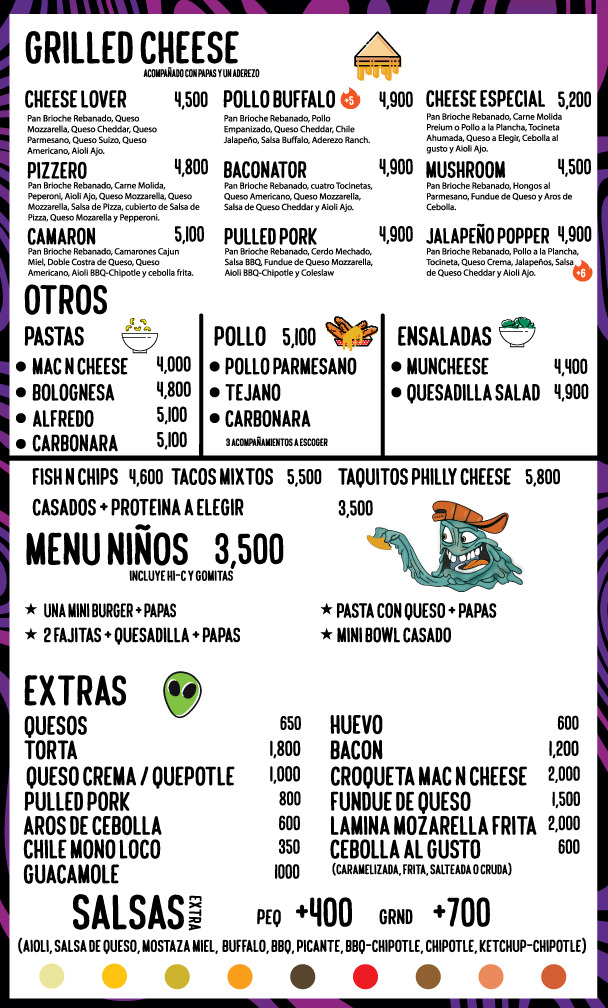 GRILLED CHEESE
ACOMPAÑADO CON PAPAS Y UN ADEREZO
CHEESE LOVER 4,500
Pan Brioche Rebanado, Queso
Mozzarella, Queso Cheddar, Queso
Parmesano, Queso Suizo, Queso
Americano, Aioli Ajo.
POLLO BUFFALO +5 4,900
Pan Brioche Rebanado, Pollo
Empanizado, Queso Cheddar, Chile
Jalapeño, Salsa Buffalo, Aderezo Ranch.
CHEESE ESPECIAL 5,200
Pan Brioche Rebanado, Carne Molida
Preium o Pollo a la Plancha, Tocineta
Ahumada, Queso a Elegir, Cebolla al
gusto y Aioli Ajo.
PIZZERO 4,800
Pan Brioche Rebanado, Carne Molida,
Peperoni, Aioli Ajo, Queso Mozzarella, Queso
Mozzarella, Salsa de Pizza, cubierto de Salsa de
Pizza, Queso Mozarella y Pepperoni.
BACONATOR 4,900
Pan Brioche Rebanado, cuatro Tocinetas,
Queso Americano, Queso Mozzarella,
Salsa de Queso Cheddar y Aioli Ajo.
MUSHROOM 4,500
Pan Brioche Rebanado, Hongos al
Parmesano, Fundue de Queso y Aros de
Cebolla.
CAMARON 5,100
Pan Brioche Rebanado, Camarones Cajun
Miel, Doble Costra de Queso, Queso
Americano, Aioli BBQ-Chipotle y cebolla frita.
PULLED PORK 4,900
Pan Brioche Rebanado, Cerdo Mechado,
Salsa BBQ, Fundue de Queso Mozzarella,
Aioli BBQ-Chipotle y Coleslaw
JALAPEÑO POPPER 4,900
Pan Brioche Rebanado, Pollo a la Plancha,
Tocineta, Queso Crema, Jalapeños, Salsa
de Queso Cheddar y Aioli Ajo.
+6
OTROS
PASTAS
● MAC N CHEESE 4,000
● BOLOGNESA 4,800
● ALFREDO 5,100
● CARBONARA 5,100
POLLO 5,100
● POLLO PARMESANO
● TEJANO
● CARBONARA
3 ACOMPAÑAMIENTOS A ESCOGER
ENSALADAS
● MUNCHEESE 4,400
● QUESADILLA SALAD 4,900
FISH N CHIPS 4,600 TACOS MIXTOS 5,500 TAQUITOS PHILLY CHEESE 5,800
CASADOS + PROTEINA A ELEGIR 3,500
MENU NIÑOS 3,500
INCLUYE HI-C Y GOMITAS
★ UNA MINI BURGER + PAPAS
★ 2 FAJITAS + QUESADILLA + PAPAS
★ PASTA CON QUESO + PAPAS
★ MINI BOWL CASADO
EXTRAS
QUESOS 650
TORTA 1,800
QUESO CREMA / QUEPOTLE 1,000
PULLED PORK 800
AROS DE CEBOLLA 600
CHILE MONO LOCO 350
GUACAMOLE 1000
HUEVO 600
BACON 1,200
CROQUETA MAC N CHEESE 2,000
FUNDUE DE QUESO 1,500
LAMINA MOZARELLA FRITA 2,000
CEBOLLA AL GUSTO 600
(CARAMELIZADA, FRITA, SALTEADA O CRUDA)
SALSAS EXTRA PEQ +400 GRND +700
(AIOLI, SALSA DE QUESO, MOSTAZA MIEL, BUFFALO, BBQ, PICANTE, BBQ-CHIPOTLE, CHIPOTLE, KETCHUP-CHIPOTLE)